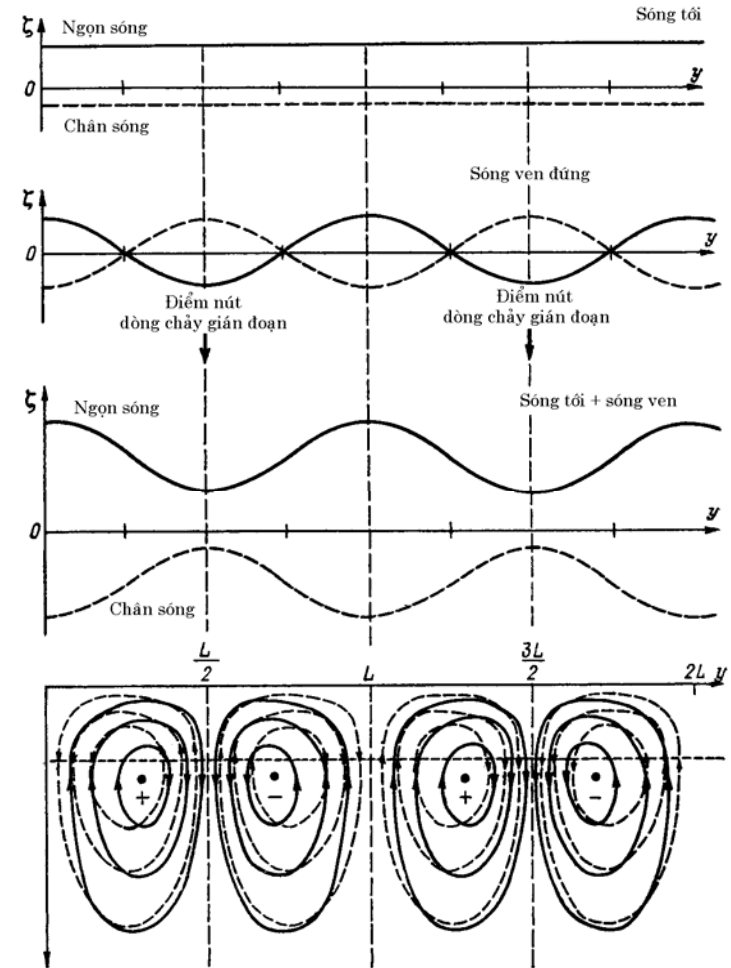 ζ
Ngọn sóng
Sóng tới
0
y
Chân sóng
Sóng ven đứng
ζ
0
y
Điểm nút
dòng chảy gián đoạn
Điểm nút
dòng chảy gián đoạn
ζ
Ngọn sóng
Sóng tới + sóng ven
0
y
Chân sóng
L/2
L
3L/2
2L y
+
−
+
−